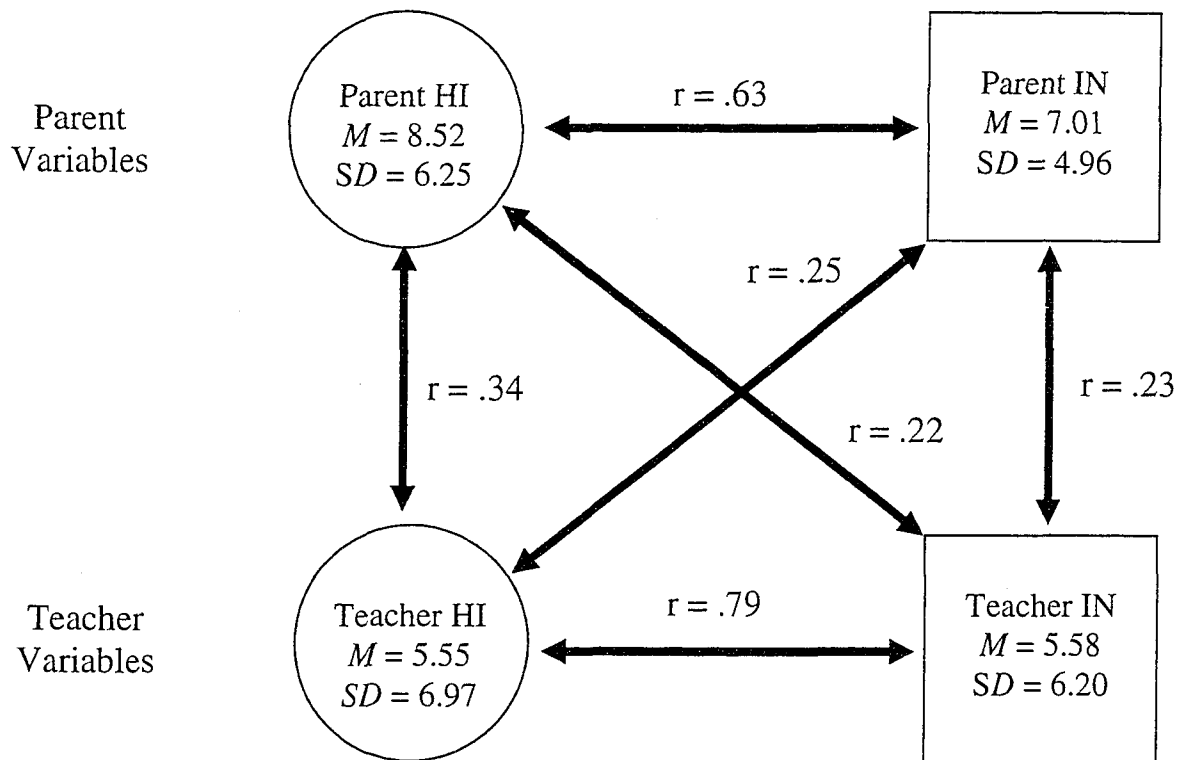 Parent
Variables
Parent HI
M = 8.52
SD = 6.25
r = .63
Parent IN
M = 7.01
SD = 4.96
r = .25
r = .34
r = .23
r = .22
Teacher
Variables
Teacher HI
M = 5.55
SD = 6.97
r = .79
Teacher IN
M = 5.58
SD = 6.20